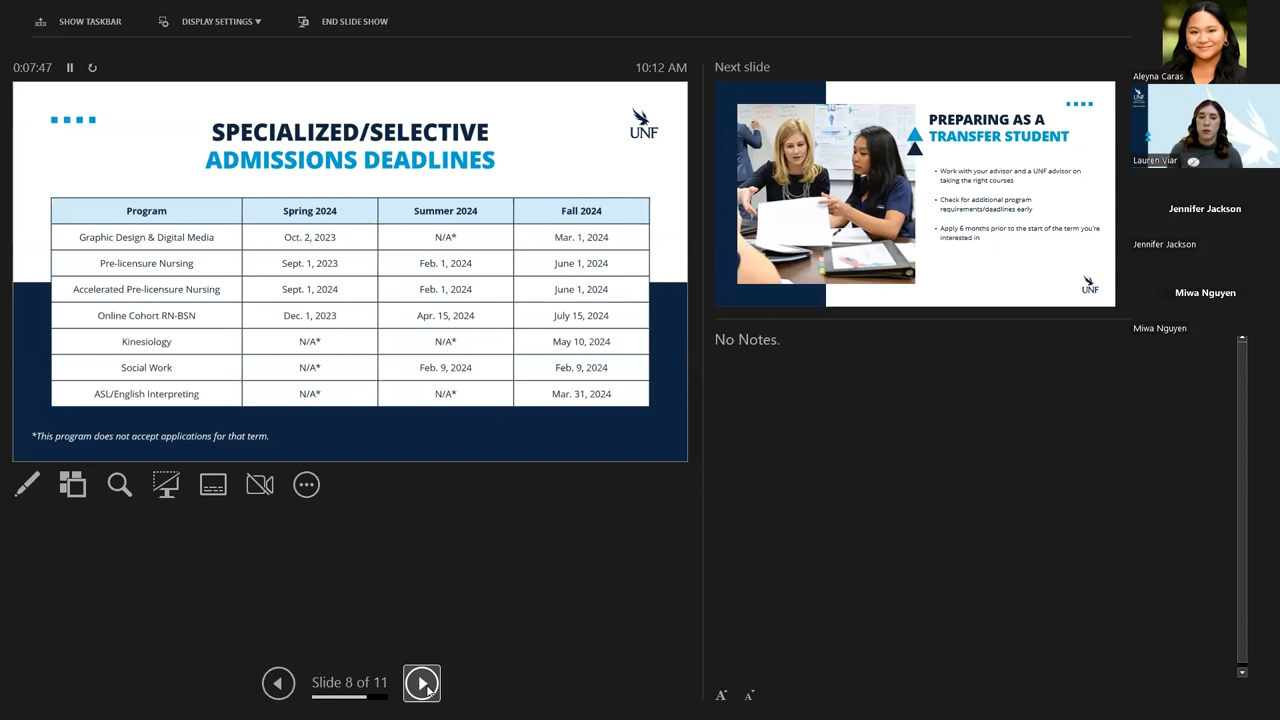 SHOW TASKBAR
DISPLAY SETTINGS ▼
END SLIDE SHOW
0:07:47
10:12 AM
SPECIALIZED/SELECTIVE
ADMISSIONS DEADLINES
UNF
Program Spring 2024 Summer 2024 Fall 2024
Graphic Design & Digital Media Oct. 2, 2023 N/A* Mar. 1, 2024
Pre-licensure Nursing Sept. 1, 2023 Feb. 1, 2024 June 1, 2024
Accelerated Pre-licensure Nursing Sept. 1, 2024 Feb. 1, 2024 June 1, 2024
Online Cohort RN-BSN Dec. 1, 2023 Apr. 15, 2024 July 15, 2024
Kinesiology N/A* N/A* May 10, 2024
Social Work N/A* Feb. 9, 2024 Feb. 9, 2024
ASL/English Interpreting N/A* N/A* Mar. 31, 2024
*This program does not accept applications for that term.
Slide 8 of 11
Next slide
PREPARING AS A
TRANSFER STUDENT
• Work with your advisor and a UNF advisor on
taking the right courses
• Check for additional program
requirements/deadlines early
• Apply 6 months prior to the start of the term you're
interested in
UNF
No Notes.
A A
Aleyna Caras
UNF
Lauren Viar
Jennifer Jackson
Jennifer Jackson
Miwa Nguyen
Miwa Nguyen